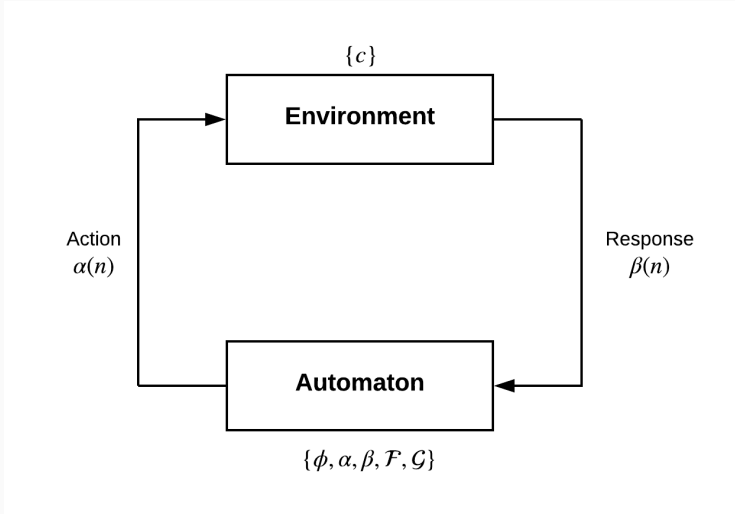 {c}
Environment
Action
α(n)
Response
β(n)
Automaton
{ϕ, α, β, ℱ, 𝒢}